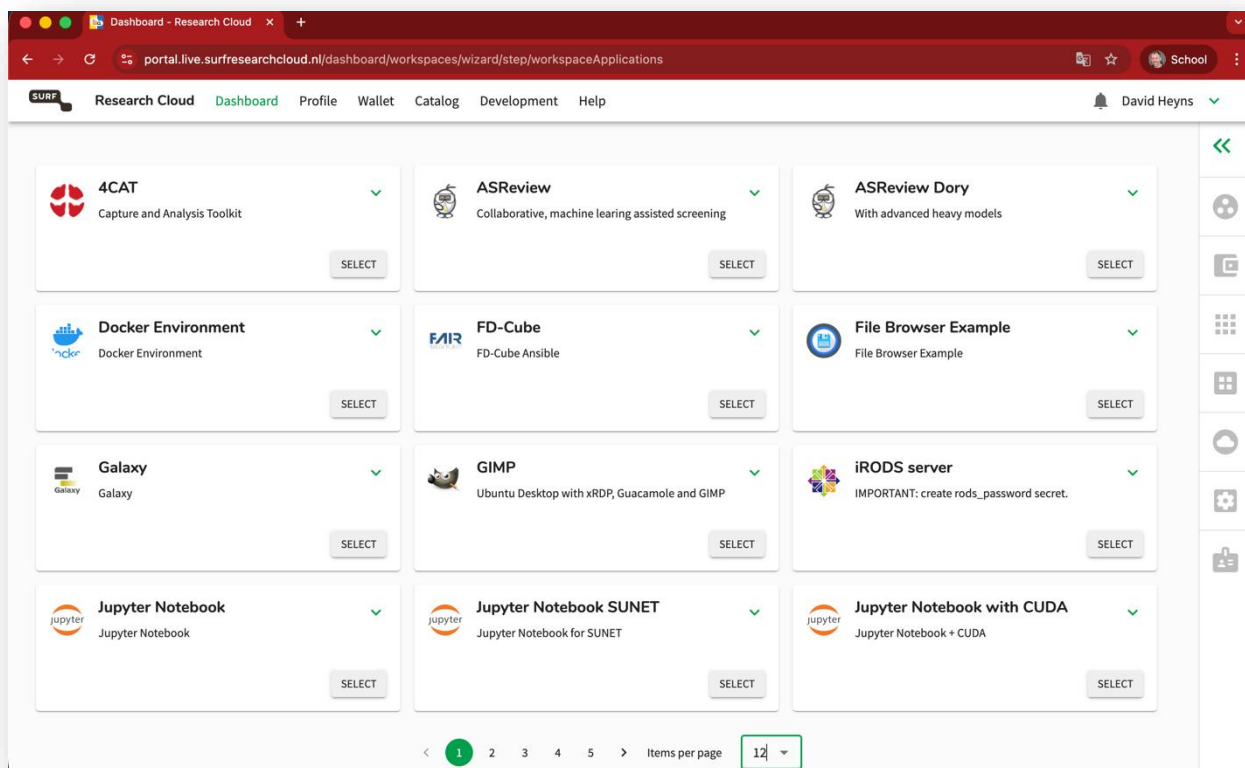 Dashboard - Research Cloud
portal.live.surfresearchcloud.nl/dashboard/workspaces/wizard/step/workspaceApplications
School
SURF
Research Cloud Dashboard Profile Wallet Catalog Development Help
David Heyns
4CAT
Capture and Analysis Toolkit
SELECT
ASReview
Collaborative, machine learing assisted screening
SELECT
ASReview Dory
With advanced heavy models
SELECT
Docker Environment
Docker Environment
SELECT
FAIR
FD-Cube
FD-Cube Ansible
SELECT
File Browser Example
File Browser Example
SELECT
Galaxy
Galaxy
Galaxy
SELECT
GIMP
Ubuntu Desktop with xRDP, Guacamole and GIMP
SELECT
iRODS server
IMPORTANT: create rods_password secret.
SELECT
jupyter
Jupyter Notebook
Jupyter Notebook
SELECT
jupyter
Jupyter Notebook SUNET
Jupyter Notebook for SUNET
SELECT
jupyter
Jupyter Notebook with CUDA
Jupyter Notebook + CUDA
SELECT
1 2 3 4 5 Items per page 12